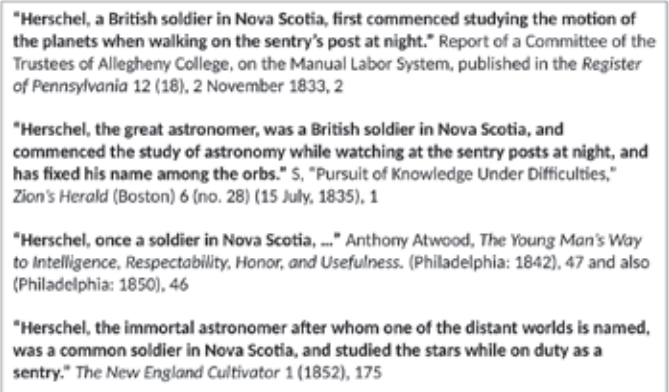 “Herschel, a British soldier in Nova Scotia, first commenced studying the motion of
the planets when walking on the sentry’s post at night.” Report of a Committee of the
Trustees of Allegheny College, on the Manual Labor System, published in the Register
of Pennsylvania 12 (18), 2 November 1833, 2
“Herschel, the great astronomer, was a British soldier in Nova Scotia, and
commenced the study of astronomy while watching at the sentry posts at night, and
has fixed his name among the orbs.” S, “Pursuit of Knowledge Under Difficulties,”
Zion’s Herald (Boston) 6 (no. 28) (15 July, 1835), 1
“Herschel, once a soldier in Nova Scotia, ...” Anthony Atwood, The Young Man’s Way
to Intelligence, Respectability, Honor, and Usefulness. (Philadelphia: 1842), 47 and also
(Philadelphia: 1850), 46
“Herschel, the immortal astronomer after whom one of the distant worlds is named,
was a common soldier in Nova Scotia, and studied the stars while on duty as a
sentry.” The New England Cultivator 1 (1852), 175